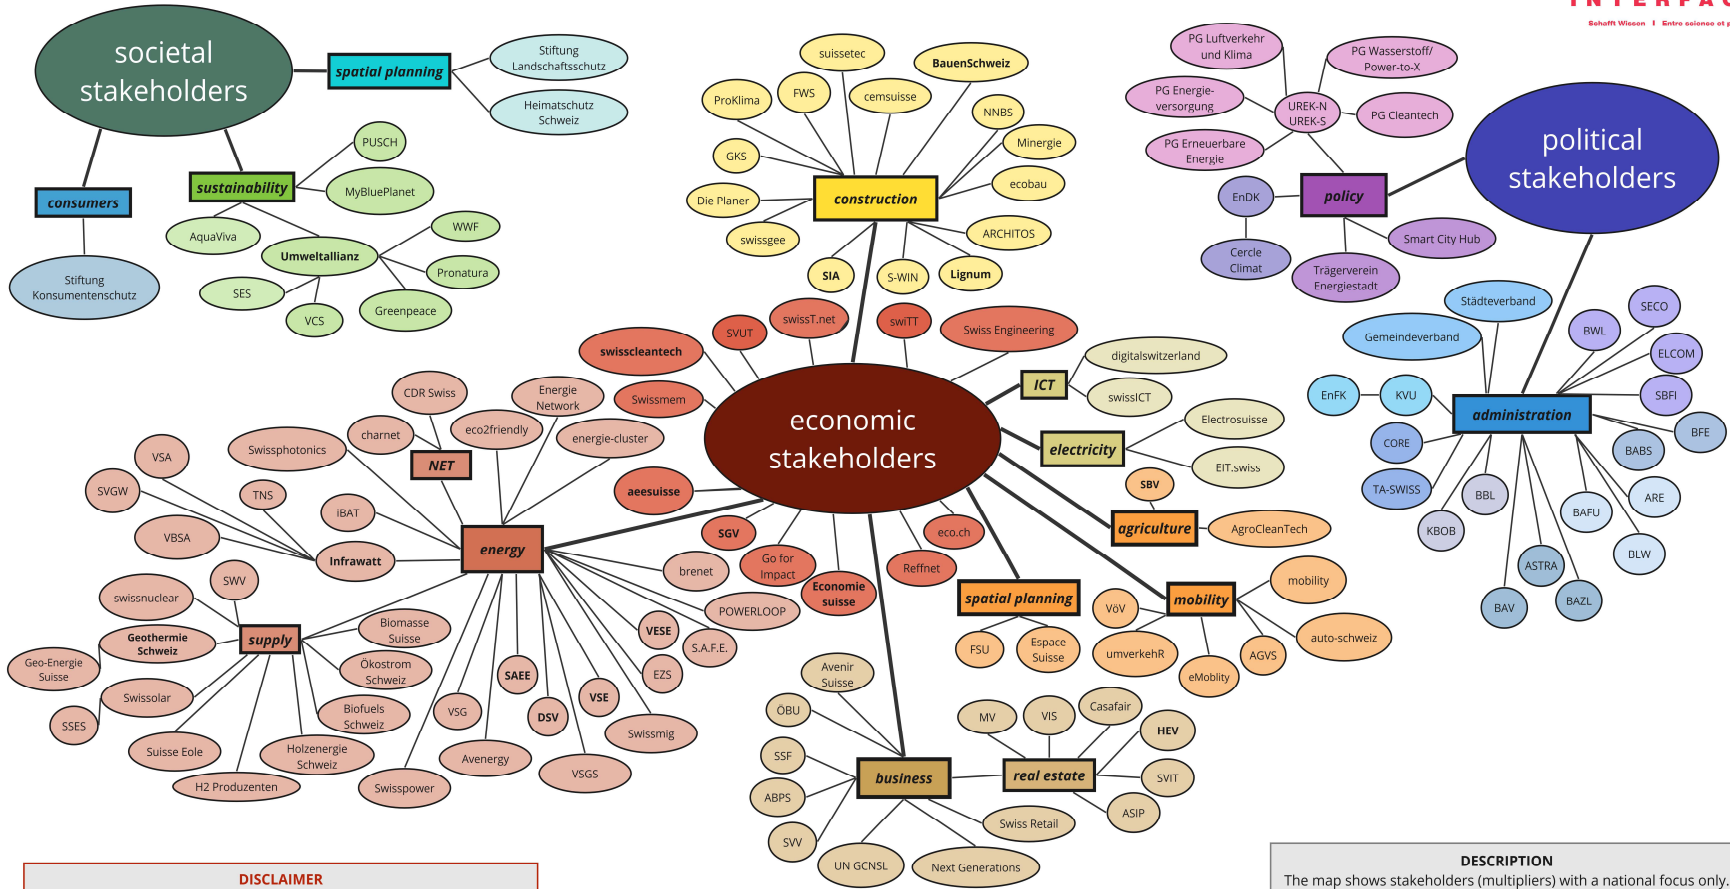 INTERFAC
Schafft Wissen | Entre science et p
societal
stakeholders
spatial planning
Stiftung
Landschaftsschutz
Heimatschutz
Schweiz
consumers
Stiftung
Konsumentenschutz
sustainability
PUSCH
MyBluePlanet
AquaViva
Umweltallianz
WWF
Pronatura
Greenpeace
VCS
SES
construction
suissetec
BauenSchweiz
FWS
cemsuisse
ProKlima
NNBS
Minergie
GKS
ecobau
Die Planer
swissgee
ARCHITOS
SIA
S-WIN
Lignum
political
stakeholders
policy
PG Luftverkehr
und Klima
PG Wasserstoff/
Power-to-X
PG Energie-
versorgung
UREK-N
UREK-S
PG Cleantech
PG Erneuerbare
Energie
EnDK
Cercle
Climat
Smart City Hub
Trägerverein
Energiestadt
administration
Städteverband
Gemeindeverband
BWL
SECO
ELCOM
SBFI
EnFK
KVU
BFE
BABS
CORE
TA-SWISS
BBL
KBOB
ARE
BAFU
BLW
ASTRA
BAV
BAZL
economic
stakeholders
SVUT
swissT.net
swiTT
Swiss Engineering
swisscleantech
Swissmem
aeesuisse
SGV
Go for
Impact
Economie
suisse
Reffnet
eco.ch
ICT
digitalswitzerland
swissICT
electricity
Electrosuisse
EIT.swiss
agriculture
SBV
AgroCleanTech
spatial planning
FSU
Espace
Suisse
mobility
VöV
umverkehR
eMoblity
AGVS
auto-schweiz
mobility
NET
CDR Swiss
charnet
energy
Energie
Network
eco2friendly
energie-cluster
Swissphotonics
iBAT
Infrawatt
VSA
SVGW
TNS
VBSA
brenet
POWERLOOP
S.A.F.E.
VESE
EZS
VSE
Swissmig
VSGS
DSV
SAEE
Avenergy
VSG
Swisspower
supply
SWV
swissnuclear
Geothermie
Schweiz
Geo-Energie
Suisse
Swissolar
SSES
Suisse Eole
H2 Produzenten
Holzenergie
Schweiz
Biofuels
Schweiz
Ökostrom
Schweiz
Biomasse
Suisse
business
Avenir
Suisse
ÖBU
SSF
ABPS
SVV
UN GCNSL
Next Generations
Swiss Retail
real estate
MV
VIS
Casafair
HEV
SVIT
ASIP
DISCLAIMER
DESCRIPTION
The map shows stakeholders (multipliers) with a national focus only.